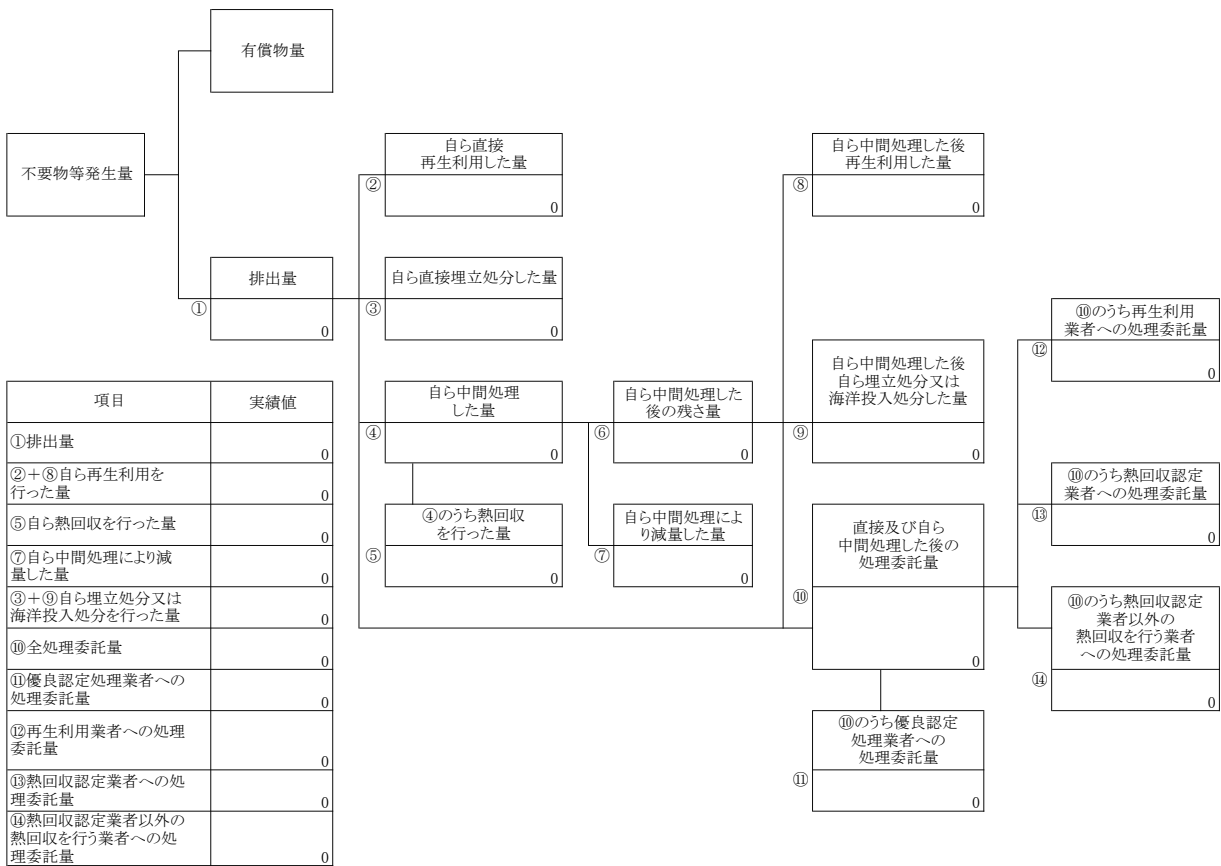 有償物量
不要物等発生量
自ら直接
再生利用した量
②
0
自ら中間処理した後
再生利用した量
⑧
0
排出量
①
0
自ら直接埋立処分した量
③
0
⑩のうち再生利用
業者への処理委託量
⑫
0
自ら中間処理
した量
④
0
自ら中間処理した
後の残さ量
⑥
0
自ら中間処理した後
自ら埋立処分又は
海洋投入処分した量
⑨
0
⑩のうち熱回収認定
業者への処理委託量
⑬
0
④のうち熱回収
を行った量
⑤
0
自ら中間処理によ
り減量した量
⑦
0
直接及び自ら
中間処理した後の
処理委託量
⑩
0
⑩のうち熱回収認定
業者以外の
熱回収を行う業者
への処理委託量
⑭
0
⑩のうち優良認定
処理業者への
処理委託量
⑪
0
項目 実績値
①排出量
0
②+⑧自ら再生利用を
行った量 0
⑤自ら熱回収を行った量
0
⑦自ら中間処理により減
量した量 0
③+⑨自ら埋立処分又は
海洋投入処分を行った量 0
⑩全処理委託量
0
⑪優良認定処理業者への
処理委託量 0
⑫再生利用業者への処理
委託量
0
⑬熱回収認定業者への処
理委託量 0
⑭熱回収認定業者以外の
熱回収を行う業者への処
理委託量 0